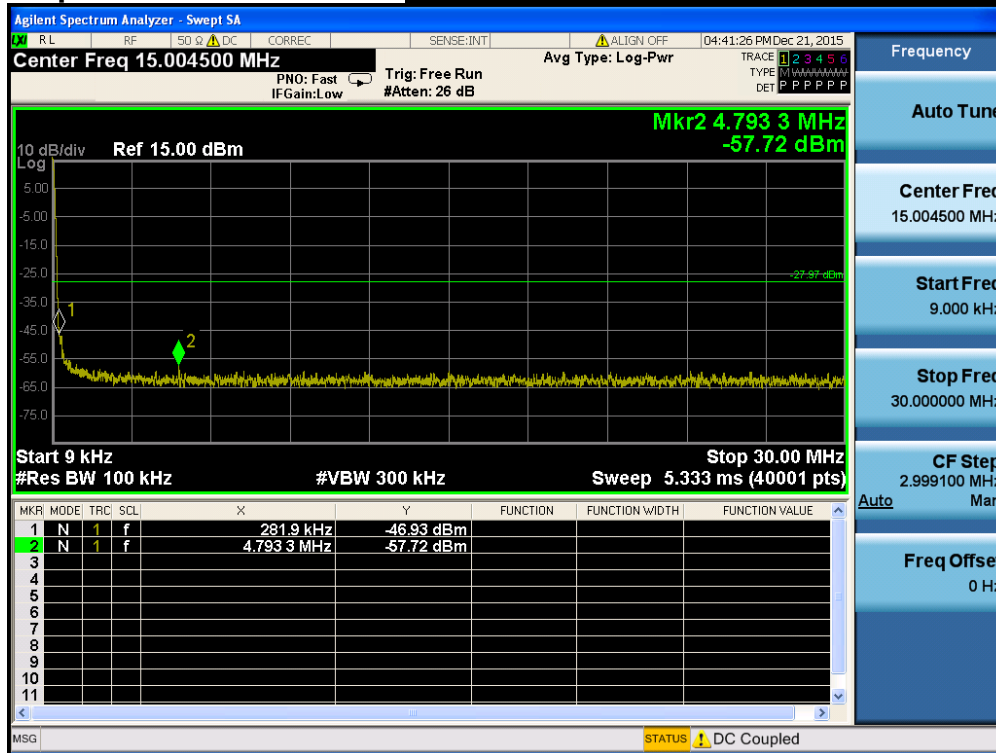 Agilent Spectrum Analyzer - Swept SA
LXI RL RF 50 Ω DC CORREC SENSE:INT ALIGN OFF 04:41:26 PM Dec 21, 2015
Center Freq 15.004500 MHz
Avg Type: Log-Pwr
TRACE 1 2 3 4 5 6
PNO: Fast Trig: Free Run
TYPE M
IFGain:Low #Atten: 26 dB
DET P P P P P P
Mkr2 4.793 3 MHz
-57.72 dBm
10 dB/div Ref 15.00 dBm
Log
5.00
-5.00
-15.0
-25.0
-27.97 dBm
-35.0
1
-45.0
2
-55.0
-65.0
-75.0
Start 9 kHz Stop 30.00 MHz
#Res BW 100 kHz #VBW 300 kHz Sweep 5.333 ms (40001 pts)
MKR MODE TRC SCL X Y FUNCTION FUNCTION WIDTH FUNCTION VALUE
1 N 1 f 281.9 kHz -46.93 dBm
2 N 1 f 4.793 3 MHz -57.72 dBm
3
4
5
6
7
8
9
10
11
MSG STATUS DC Coupled
Frequency
Auto Tune
Center Freq
15.004500 MHz
Start Freq
9.000 kHz
Stop Freq
30.000000 MHz
CF Step
2.999100 MHz
Auto Man
Freq Offset
0 Hz